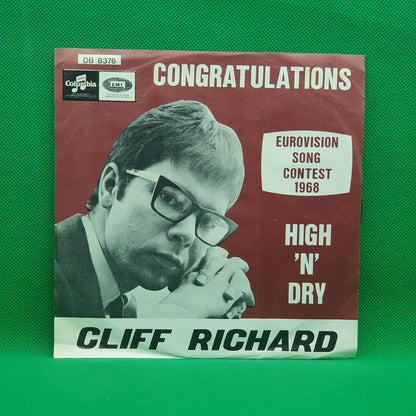 DB 8376
Columbia
EMI
CONGRATULATIONS
EUROVISION
SONG
CONTEST
1968
HIGH
'N'
DRY
CLIFF RICHARD